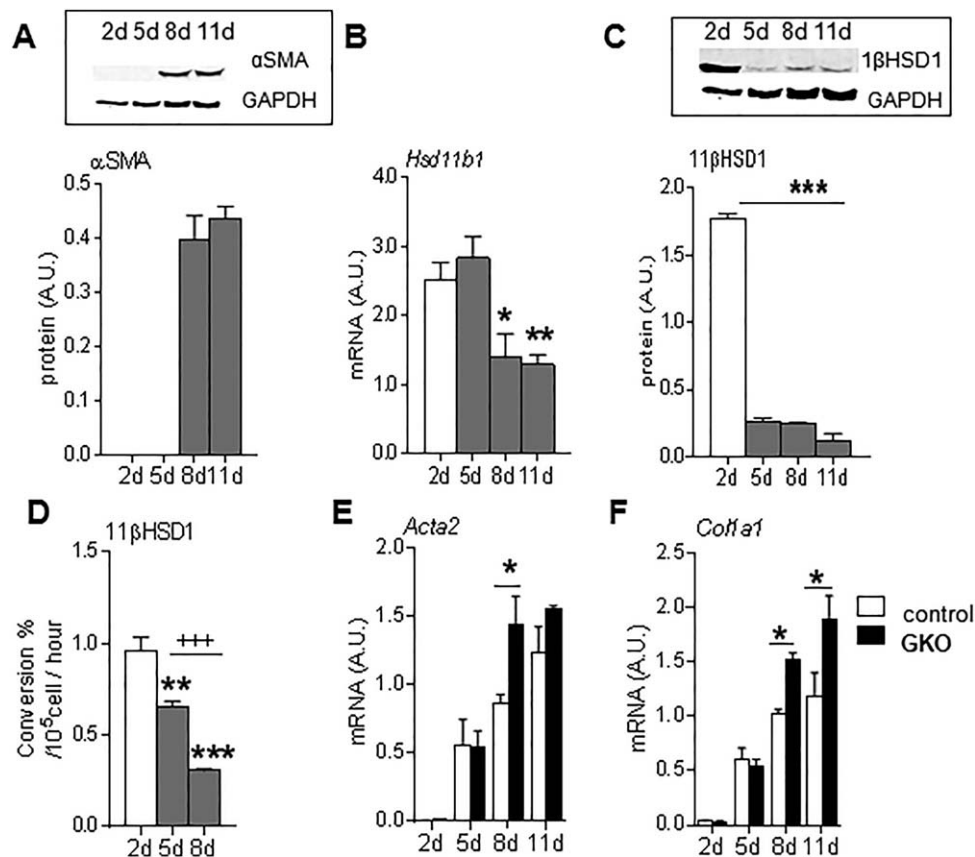 A
2d 5d 8d 11d
αSMA
GAPDH
αSMA
protein (A.U.)
0.5
0.4
0.3
0.2
0.1
0.0
2d 5d 8d 11d
B
Hsd11b1
mRNA (A.U.)
4.0
3.0
2.0
1.0
0.0
*
**
2d 5d 8d 11d
C
2d 5d 8d 11d
1βHSD1
GAPDH
11βHSD1
protein (A.U.)
2.0
1.5
1.0
0.5
0.0
***
2d 5d 8d 11d
D
11βHSD1
Conversion %
/10⁵cell / hour
1.5
1.0
0.5
0.0
+++
**
***
2d 5d 8d
E
Acta2
mRNA (A.U.)
2.0
1.5
1.0
0.5
0.0
*
2d 5d 8d 11d
F
Col1a1
mRNA (A.U.)
2.5
2.0
1.5
1.0
0.5
0.0
*
*
2d 5d 8d 11d
control
GKO